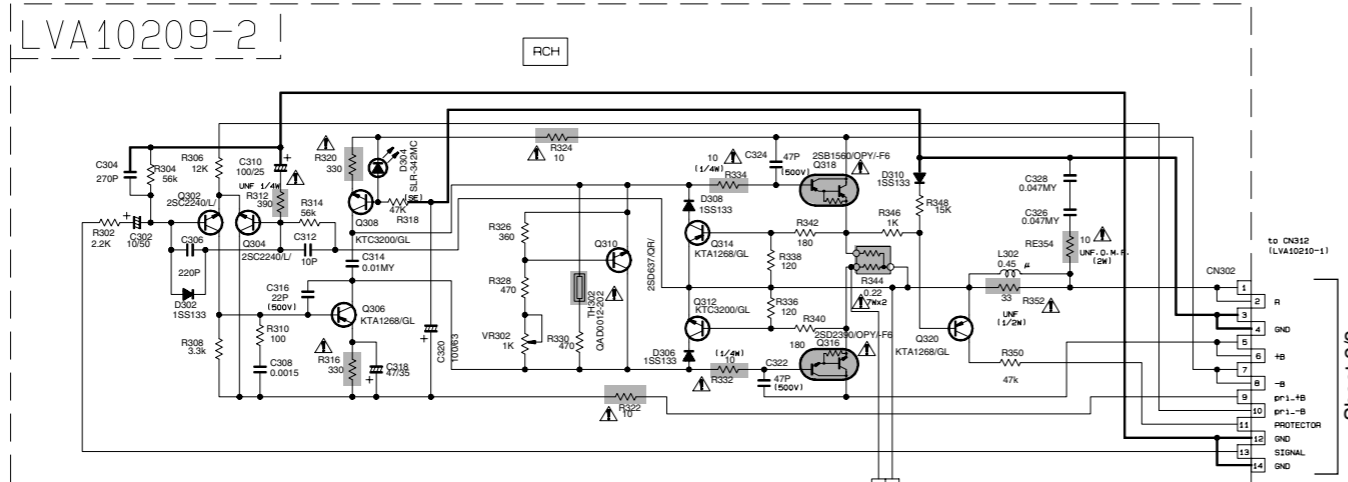 LVA10209-2
RCH
C304
270P
R304
56k
R306
12K
C310
100/25
UNF 1/4W
R312
390
R320
330
D304
SLR-342MC
(SE)
R324
10
10
(1/4W)
R334
C324
47P
(500V)
2SB1560/OPY/-F6
Q318
D310
1SS133
C328
0.047MY
C326
0.047MY
Q302
2SC2240/L/
R314
56k
47K
R318
Q308
KTC3200/GL
D308
1SS133
R348
15K
R302
2.2K
C302
10/50
C306
220P
Q304
2SC2240/L/
C312
10P
C314
0.01MY
R326
360
Q310
2SD637/QR/
Q314
KTA1268/GL
R342
180
R346
1K
R338
120
RE354
10
UNF.O.M.F.
(2W)
L302
0.45 µ
to CN312
(LVA10210-1)
CN302
D302
1SS133
C316
22P
(500V)
Q306
KTA1268/GL
R328
470
TH302
QAD0012-202
R344
0.22
7Wx2
33
R352
UNF
(1/2W)
Q312
KTC3200/GL
R336
120
R340
180
2SD2390/OPY/-F6
Q316
Q320
KTA1268/GL
R350
47k
R308
3.3k
R310
100
C308
0.0015
R316
330
C318
47/35
C320
100/63
VR302
1K
R330
470
D306
1SS133
(1/4W)
10
R332
C322
47P
(500V)
R322
10
1
2 R
3
4 GND
5
6 +B
7
8 -B
9 pri.+B
10 pri.-B
11 PROTECTOR
12 GND
13 SIGNAL
14 GND